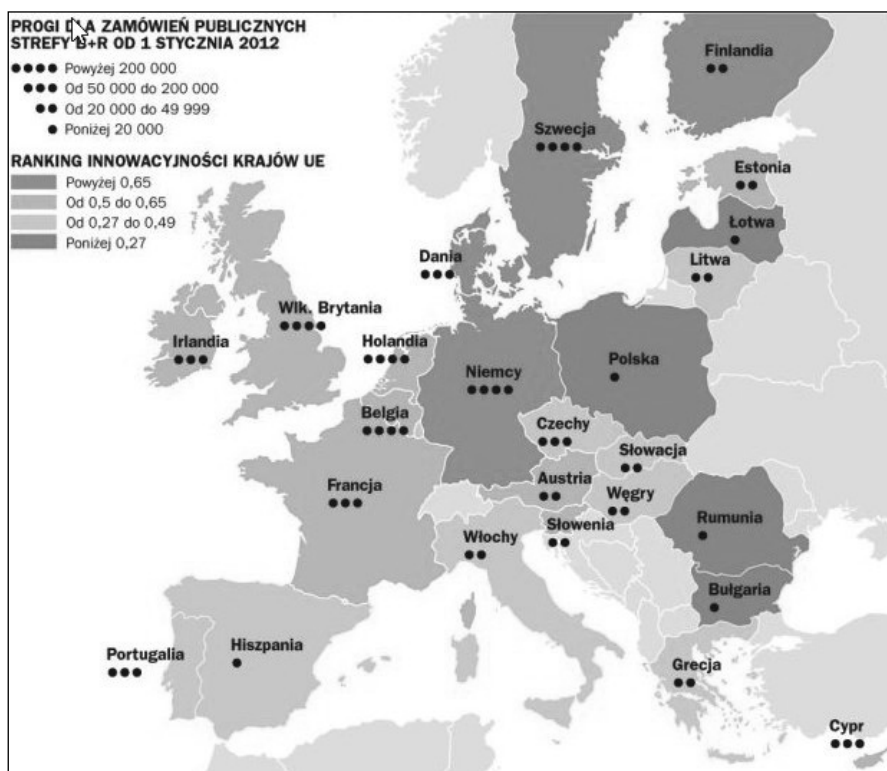 PROGI DLA ZAMÓWIEŃ PUBLICZNYCH
STREFY B+R OD 1 STYCZNIA 2012
Powyżej 200 000
Od 50 000 do 200 000
Od 20 000 do 49 999
Poniżej 20 000
RANKING INNOWACYJNOŚCI KRAJÓW UE
Powyżej 0,65
Od 0,5 do 0,65
Od 0,27 do 0,49
Poniżej 0,27
Finlandia
Szwecja
Estonia
Łotwa
Dania
Litwa
Wlk. Brytania
Irlandia
Holandia
Polska
Niemcy
Belgia
Czechy
Słowacja
Francja
Austria
Węgry
Rumunia
Słowenia
Włochy
Bułgaria
Hiszpania
Portugalia
Grecja
Cypr